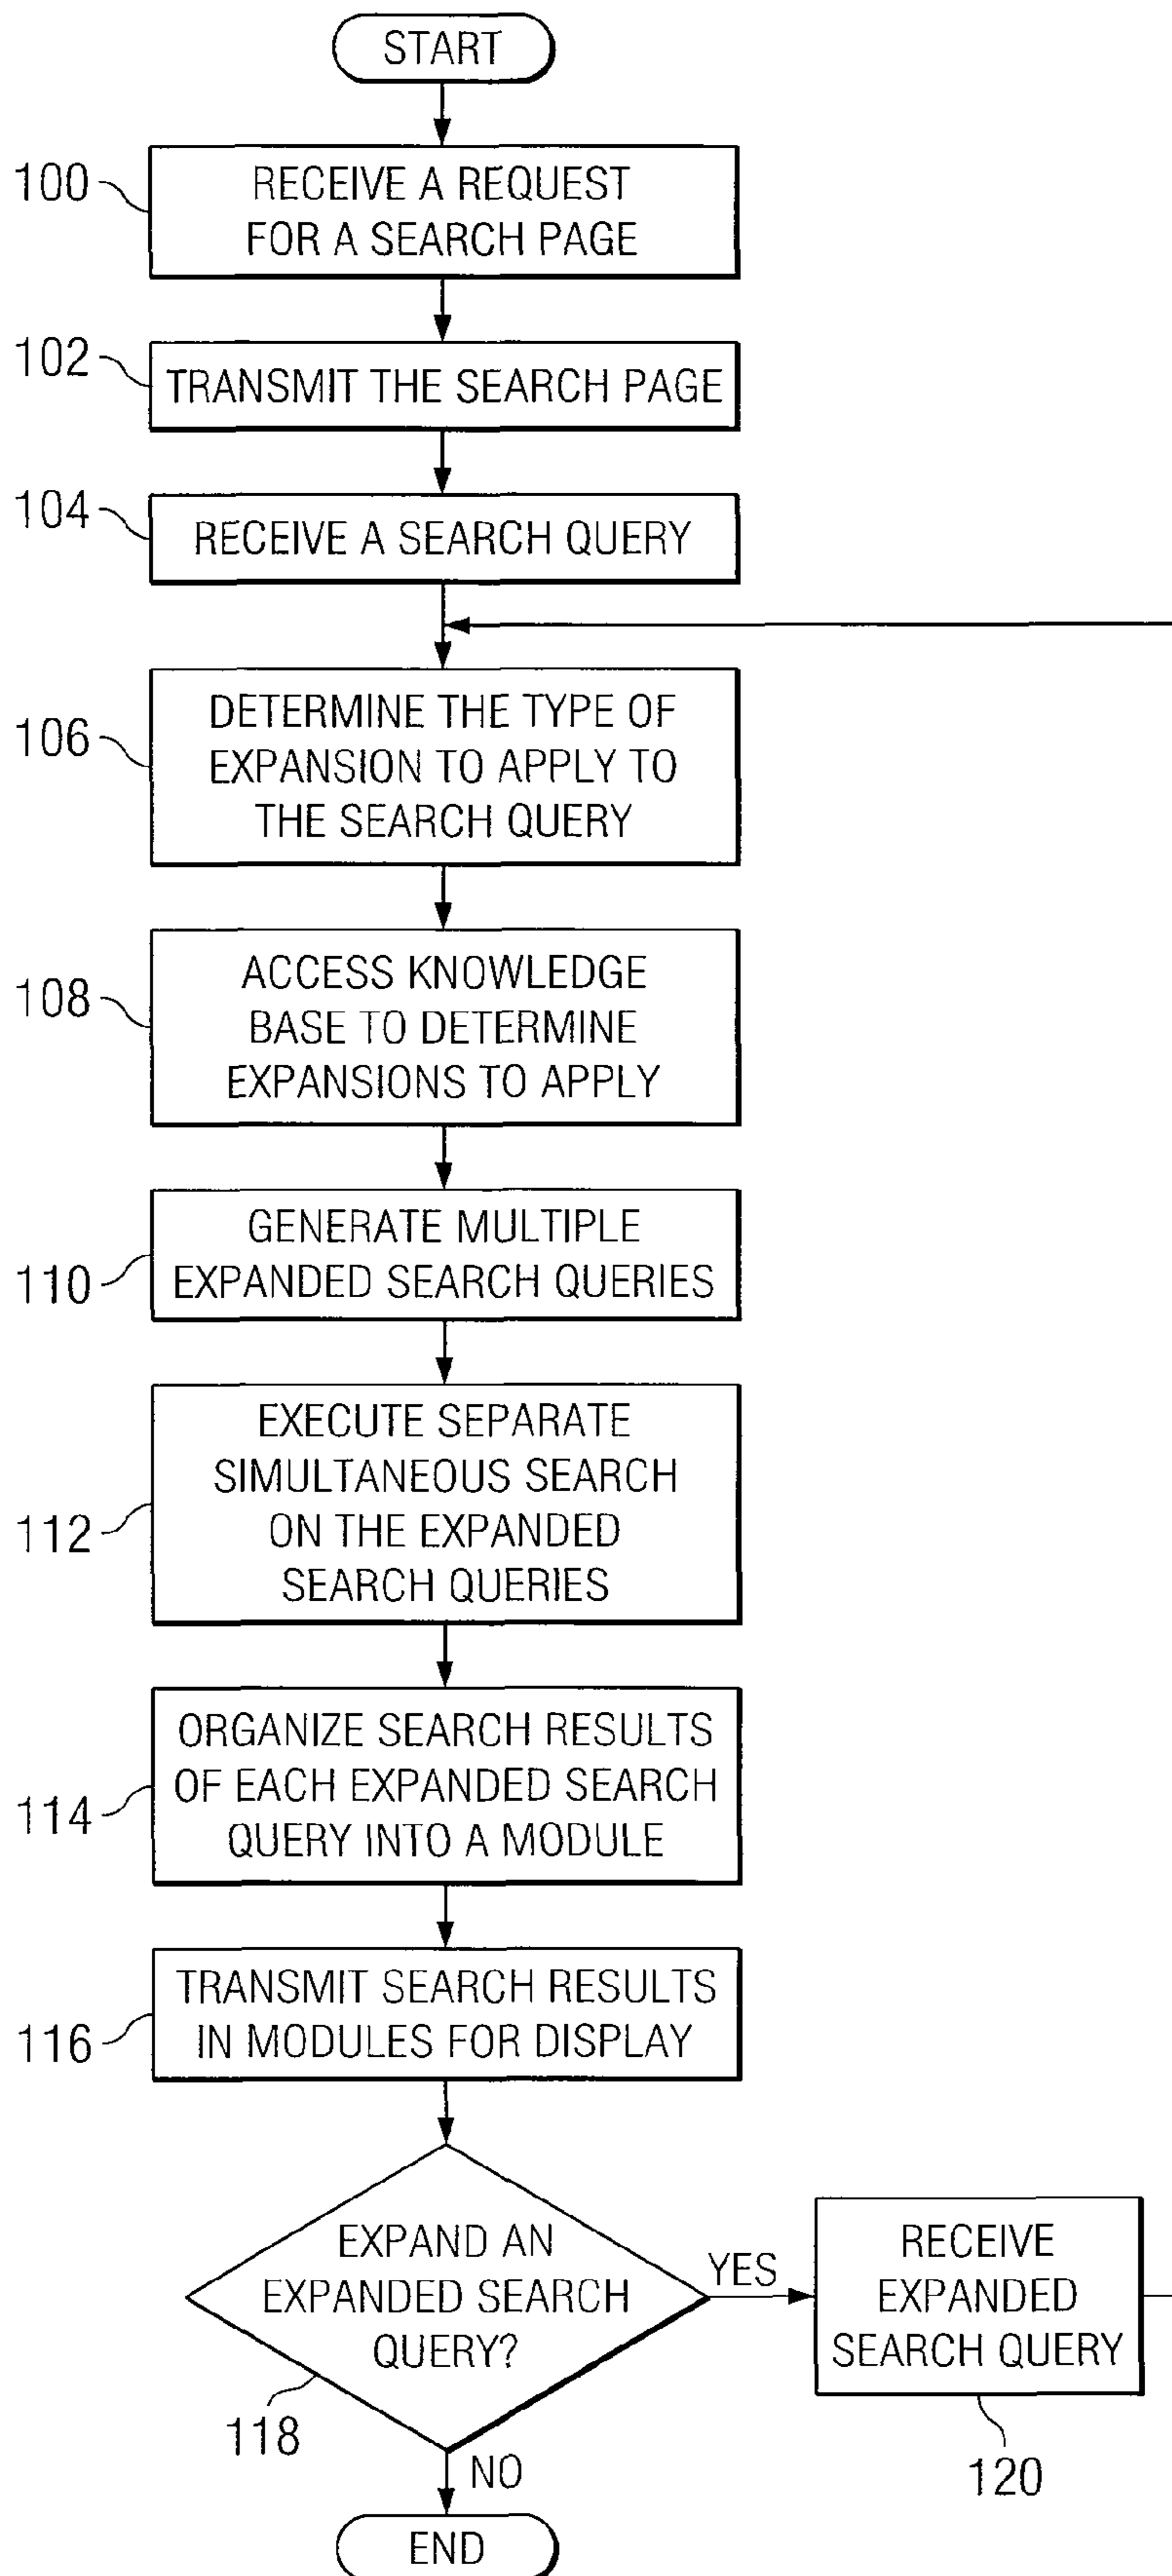 START
100
RECEIVE A REQUEST
FOR A SEARCH PAGE
102
TRANSMIT THE SEARCH PAGE
104
RECEIVE A SEARCH QUERY
106
DETERMINE THE TYPE OF
EXPANSION TO APPLY TO
THE SEARCH QUERY
108
ACCESS KNOWLEDGE
BASE TO DETERMINE
EXPANSIONS TO APPLY
110
GENERATE MULTIPLE
EXPANDED SEARCH QUERIES
112
EXECUTE SEPARATE
SIMULTANEOUS SEARCH
ON THE EXPANDED
SEARCH QUERIES
114
ORGANIZE SEARCH RESULTS
OF EACH EXPANDED SEARCH
QUERY INTO A MODULE
116
TRANSMIT SEARCH RESULTS
IN MODULES FOR DISPLAY
118
EXPAND AN
EXPANDED SEARCH
QUERY?
YES
RECEIVE
EXPANDED
SEARCH QUERY
120
NO
END